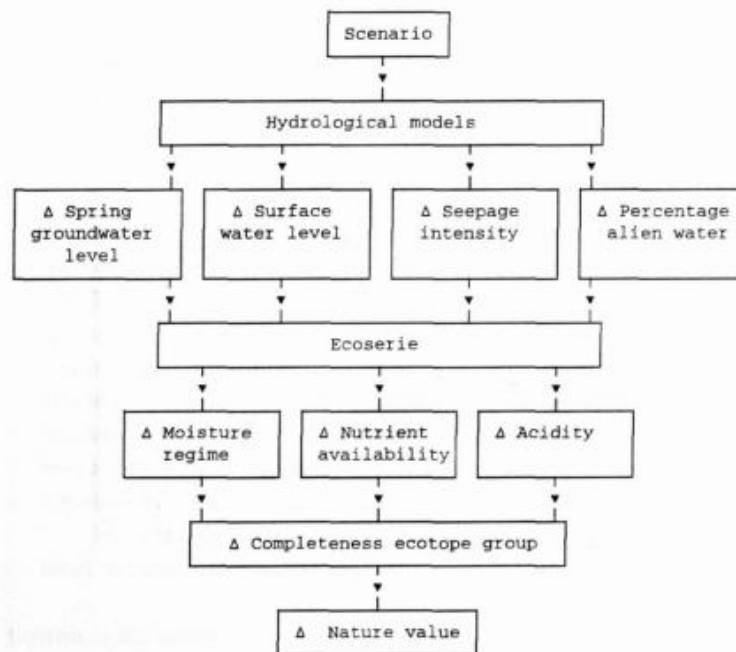 Scenario
Hydrological models
Δ Spring
groundwater
level
Δ Surface
water level
Δ Seepage
intensity
Δ Percentage
alien water
Ecoserie
Δ Moisture
regime
Δ Nutrient
availability
Δ Acidity
Δ Completeness ecotope group
Δ Nature value